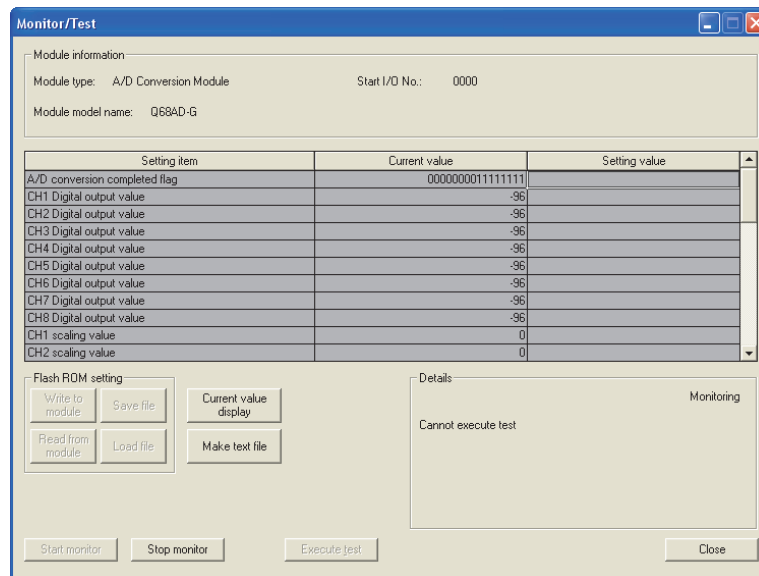 Monitor/Test
Module information
Module type: A/D Conversion Module Start I/O No.: 0000
Module model name: Q68AD-G
Setting item Current value Setting value
A/D conversion completed flag 0000000011111111
CH1 Digital output value -96
CH2 Digital output value -96
CH3 Digital output value -96
CH4 Digital output value -96
CH5 Digital output value -96
CH6 Digital output value -96
CH7 Digital output value -96
CH8 Digital output value -96
CH1 scaling value 0
CH2 scaling value 0
Flash ROM setting
Write to
module
Save file
Read from
module
Load file
Current value
display
Make text file
Details
Monitoring
Cannot execute test
Start monitor Stop monitor Execute test Close